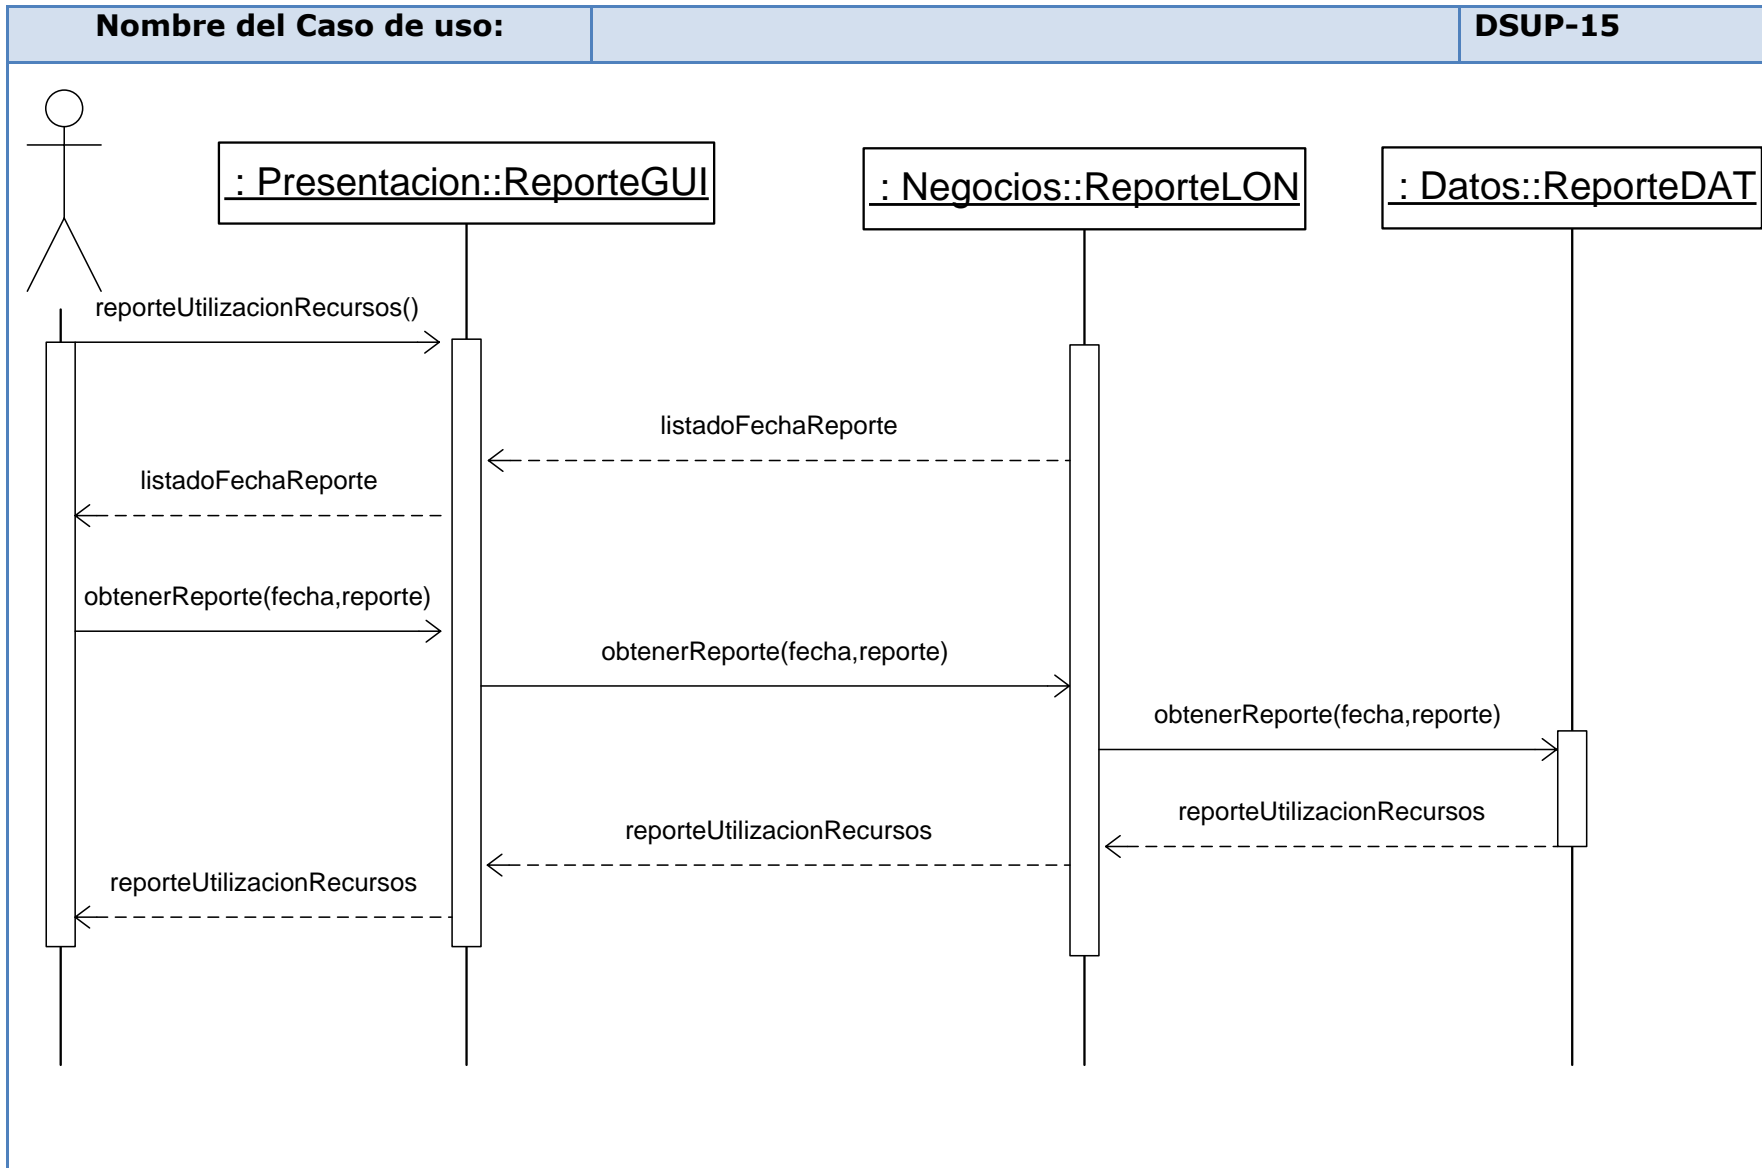 Nombre del Caso de uso:
DSUP-15
: Presentacion::ReporteGUI
: Negocios::ReporteLON
: Datos::ReporteDAT
reporteUtilizacionRecursos()
listadoFechaReporte
listadoFechaReporte
obtenerReporte(fecha,reporte)
obtenerReporte(fecha,reporte)
obtenerReporte(fecha,reporte)
reporteUtilizacionRecursos
reporteUtilizacionRecursos
reporteUtilizacionRecursos